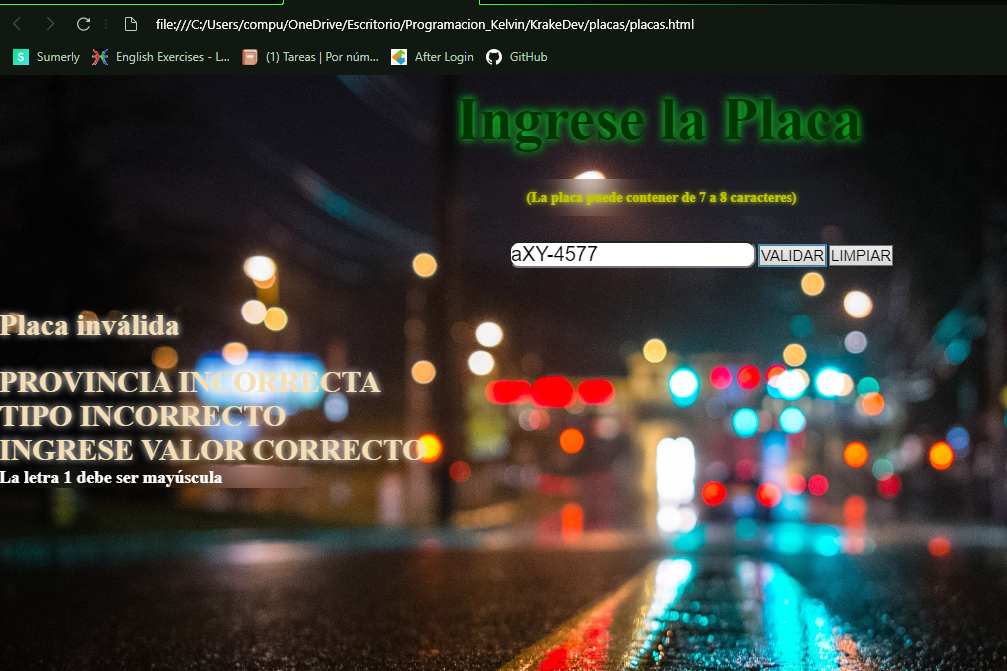 file:///C:/Users/compu/OneDrive/Escritorio/Programacion_Kelvin/KrakeDev/placas/placas.html
S Sumerly English Exercises - L... (1) Tareas | Por núm... After Login GitHub
Ingrese la Placa
(La placa puede contener de 7 a 8 caracteres)
aXY-4577 VALIDAR LIMPIAR
Placa inválida
PROVINCIA INCORRECTA
TIPO INCORRECTO
INGRESE VALOR CORRECTO
La letra 1 debe ser mayúscula